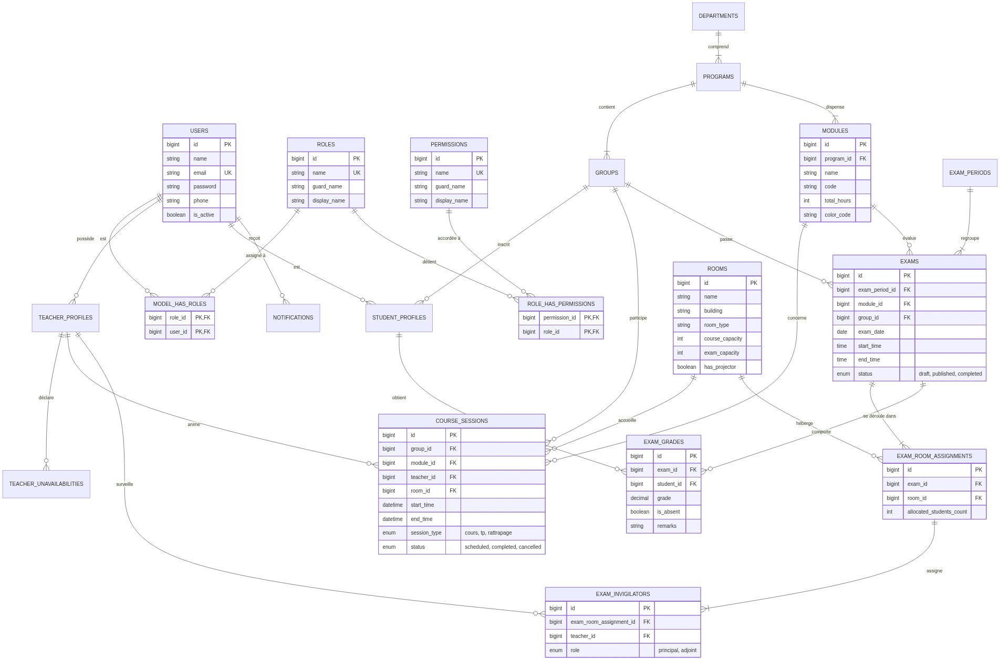 DEPARTMENTS
comprend
PROGRAMS
contient
dispense
USERS
bigint id PK
string name
string email UK
string password
string phone
boolean is_active
ROLES
bigint id PK
string name UK
string guard_name
string display_name
PERMISSIONS
bigint id PK
string name UK
string guard_name
string display_name
GROUPS
MODULES
bigint id PK
bigint program_id FK
string name
string code
int total_hours
string color_code
EXAM_PERIODS
possède
est
reçoit
assigné à
est
détient
accordée à
inscrit
passe
évalue
regroupe
TEACHER_PROFILES
MODEL_HAS_ROLES
bigint role_id PK,FK
bigint user_id PK,FK
NOTIFICATIONS
STUDENT_PROFILES
ROLE_HAS_PERMISSIONS
bigint permission_id PK,FK
bigint role_id PK,FK
participe
ROOMS
bigint id PK
string name
string building
string room_type
int course_capacity
int exam_capacity
boolean has_projector
concerne
EXAMS
bigint id PK
bigint exam_period_id FK
bigint module_id FK
bigint group_id FK
date exam_date
time start_time
time end_time
enum status draft, published, completed
déclare
anime
surveille
obtient
accueille
héberge
se déroule dans
comporte
TEACHER_UNAVAILABILITIES
COURSE_SESSIONS
bigint id PK
bigint group_id FK
bigint module_id FK
bigint teacher_id FK
bigint room_id FK
datetime start_time
datetime end_time
enum session_type cours, tp, rattrapage
enum status scheduled, completed, cancelled
EXAM_GRADES
bigint id PK
bigint exam_id FK
bigint student_id FK
decimal grade
boolean is_absent
string remarks
EXAM_ROOM_ASSIGNMENTS
bigint id PK
bigint exam_id FK
bigint room_id FK
int allocated_students_count
assigne
EXAM_INVIGILATORS
bigint id PK
bigint exam_room_assignment_id FK
bigint teacher_id FK
enum role principal, adjoint